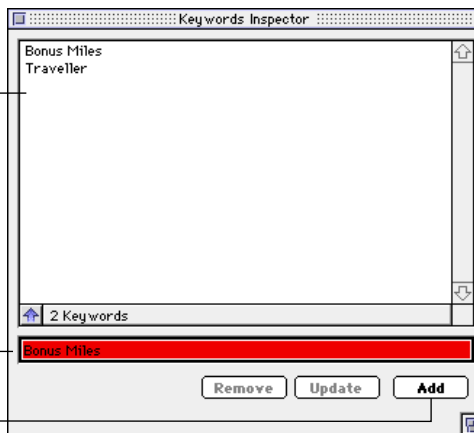 Keywords Inspector
Bonus Miles
Traveller
2 Keywords
Bonus Miles
Remove Update Add